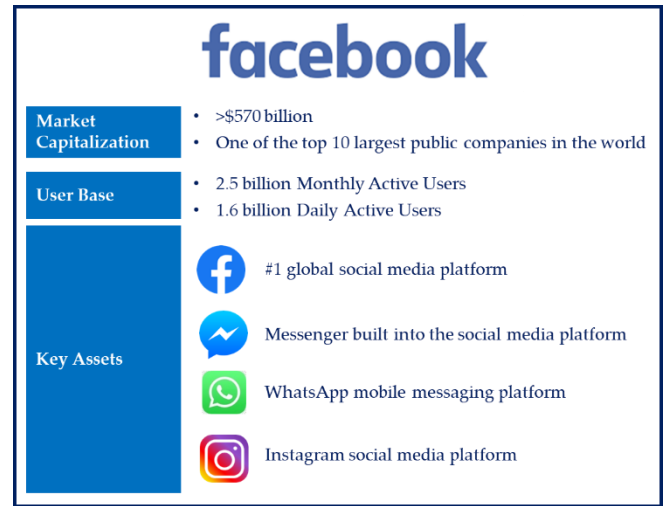 facebook
Market
Capitalization
• >$570 billion
• One of the top 10 largest public companies in the world
User Base
• 2.5 billion Monthly Active Users
• 1.6 billion Daily Active Users
Key Assets
#1 global social media platform
Messenger built into the social media platform
WhatsApp mobile messaging platform
Instagram social media platform